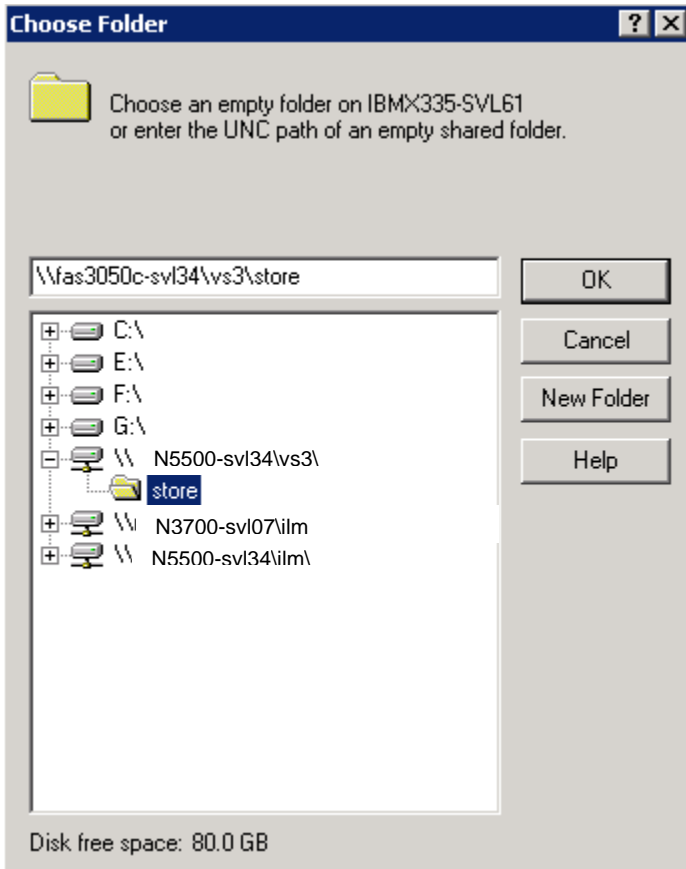 Choose Folder
Choose an empty folder on IBMX335-SVL61
or enter the UNC path of an empty shared folder.
\\fas3050c-svl34\vs3\store
OK
C:\
Cancel
E:\
F:\
New Folder
G:\
\\ N5500-svl34\vs3\
Help
store
\\ N3700-svl07\ilm
\\ N5500-svl34\ilm\
Disk free space: 80.0 GB